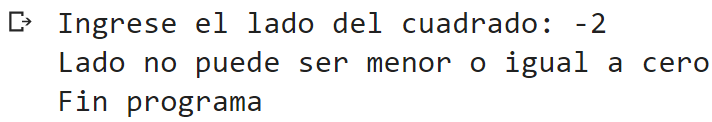 Ingrese el lado del cuadrado: -2
Lado no puede ser menor o igual a cero
Fin programa